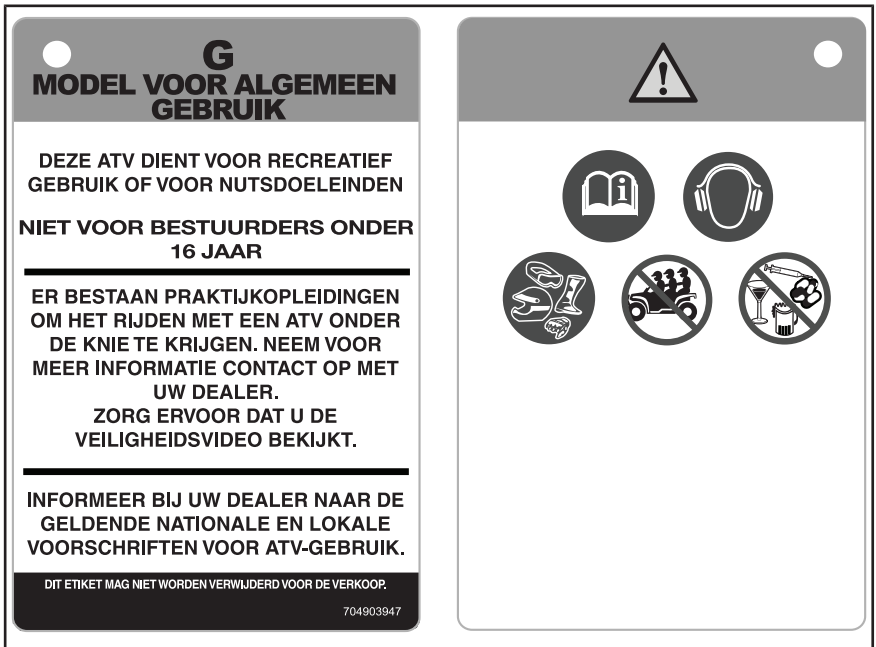 G
MODEL VOOR ALGEMEEN
GEBRUIK
DEZE ATV DIENT VOOR RECREATIEF
GEBRUIK OF VOOR NUTSDOELEINDEN
NIET VOOR BESTUURDERS ONDER
16 JAAR
ER BESTAAN PRAKTIJKOPLEIDINGEN
OM HET RIJDEN MET EEN ATV ONDER
DE KNIE TE KRIJGEN. NEEM VOOR
MEER INFORMATIE CONTACT OP MET
UW DEALER.
ZORG ERVOOR DAT U DE
VEILIGHEIDSVIDEO BEKIJKT.
INFORMEER BIJ UW DEALER NAAR DE
GELDENDE NATIONALE EN LOKALE
VOORSCHRIFTEN VOOR ATV-GEBRUIK.
DIT ETIKET MAG NIET WORDEN VERWIJDERD VOOR DE VERKOOP.
704903947